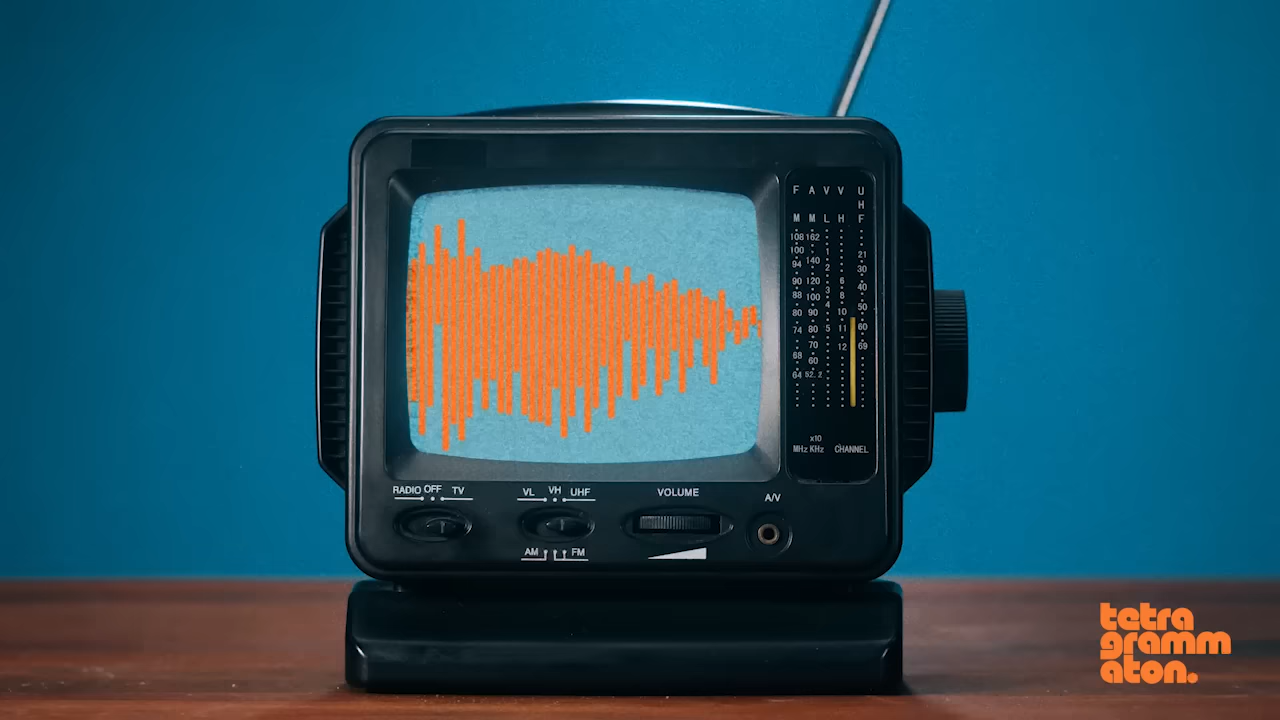 F A V V U
H
M M L H F
108 162
100
94
90
88
80
74
68
64
140
120
100
90
80
70
60
52.2
1
2
3
4
5
6
8
10
11
12
21
30
40
50
60
69
x10
MHz KHz CHANNEL
RADIO OFF TV
VL VH UHF
VOLUME
A/V
AM FM
tetra
gramm
aton.